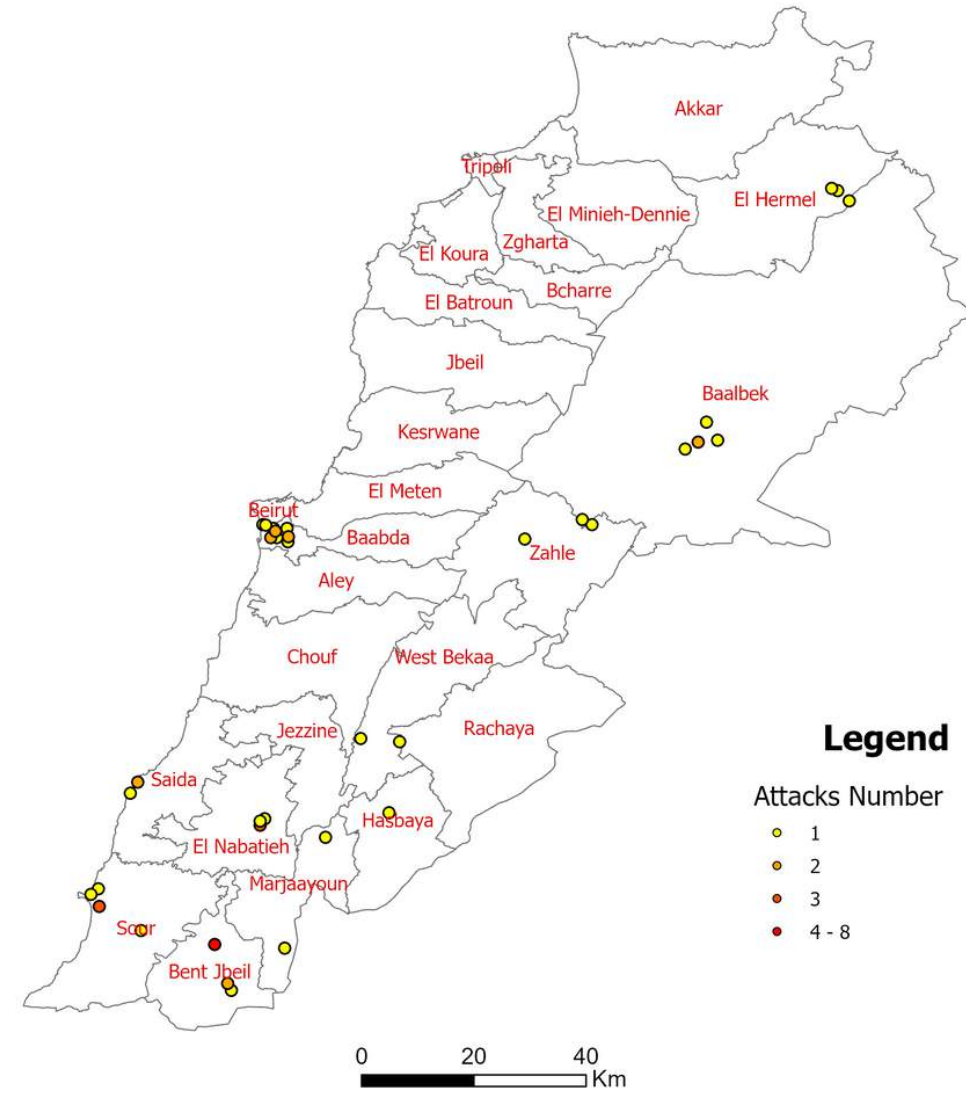 Akkar
Tripoli
El Hermel
El Minieh-Dennie
Zgharta
El Koura
Bcharre
El Batroun
Jbeil
Baalbek
Kesrwane
El Meten
Beirut
Baabda
Zahle
Aley
Chouf
West Bekaa
Rachaya
Jezzine
Saida
Hasbaya
El Nabatieh
Marjaayoun
Sour
Bent Jbeil
Legend
Attacks Number
1
2
3
4 - 8
0 20 40
Km